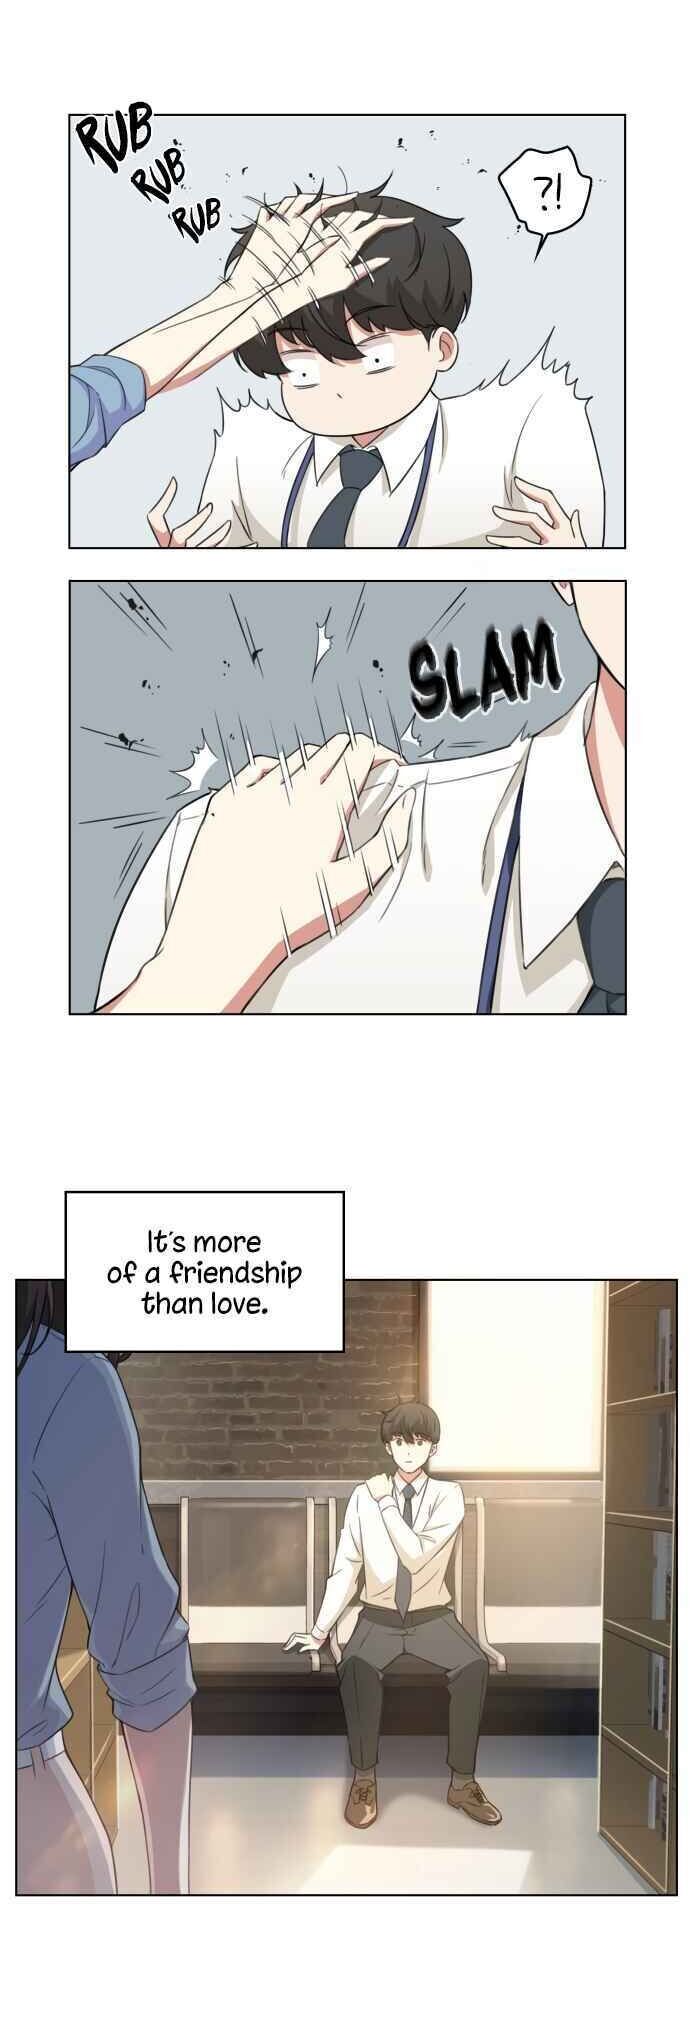 RUB
RUB
RUB
?!
SLAM
It's more
of a friendship
than love.